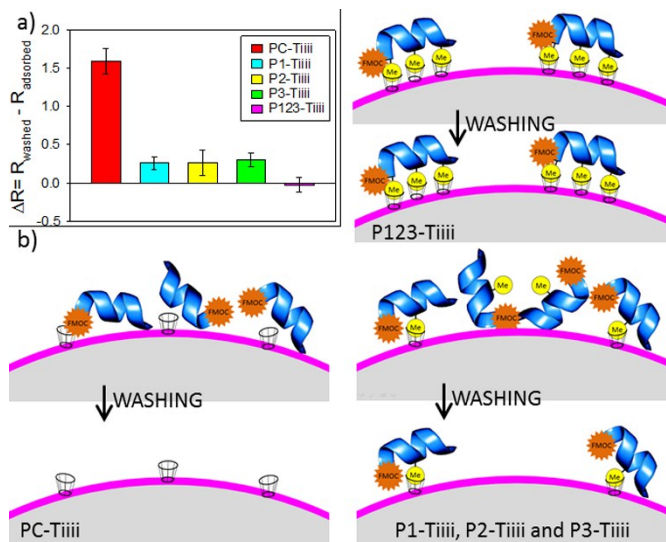 a)
ΔR= R washed - R adsorbed
2.0
1.5
1.0
0.5
0.0
-0.5
PC-Tiiii
P1-Tiiii
P2-Tiiii
P3-Tiiii
P123-Tiiii
FMOC
Me
Me
Me
FMOC
Me
Me
Me
WASHING
FMOC
Me
Me
Me
FMOC
Me
Me
Me
P123-Tiiii
b)
FMOC
FMOC
FMOC
WASHING
PC-Tiiii
Me
Me
FMOC
FMOC
FMOC
FMOC
Me
Me
WASHING
FMOC
Me
FMOC
Me
P1-Tiiii, P2-Tiiii and P3-Tiiii